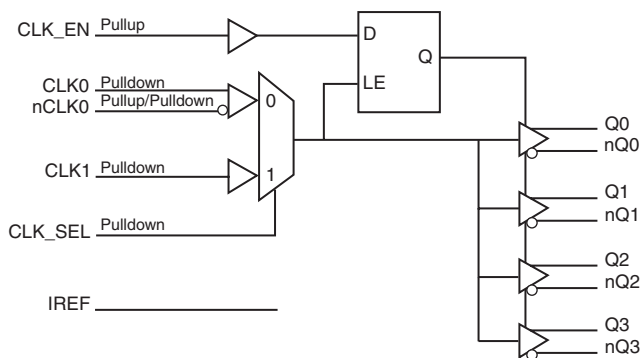 CLK_EN Pullup
D
Q
LE
CLK0 Pulldown
nCLK0 Pullup/Pulldown
0
CLK1 Pulldown
1
CLK_SEL Pulldown
IREF
Q0
nQ0
Q1
nQ1
Q2
nQ2
Q3
nQ3